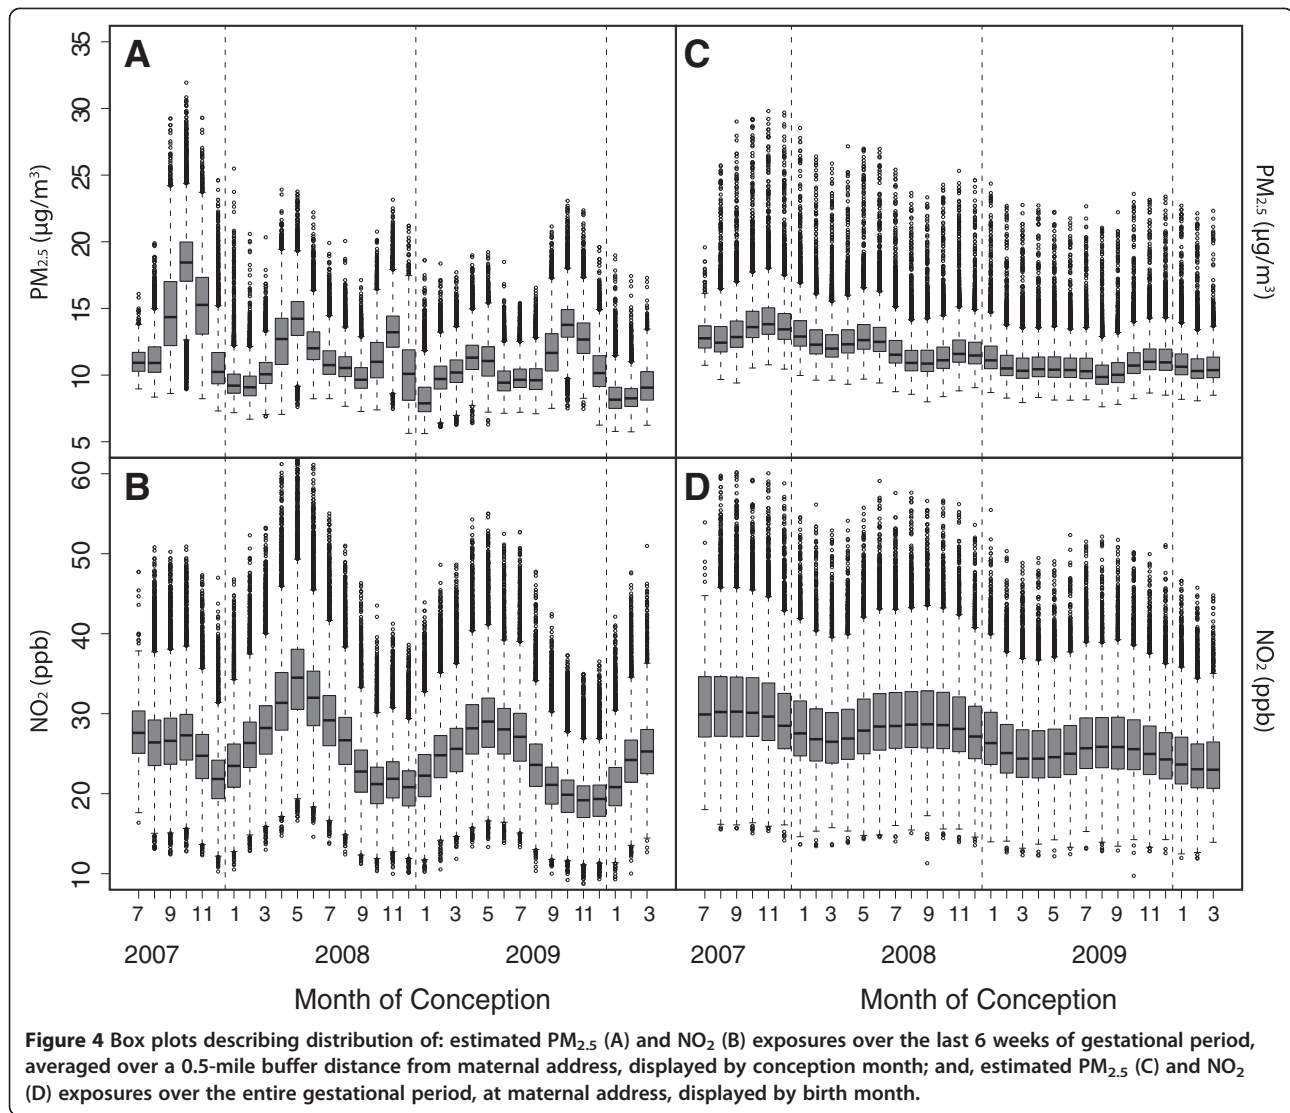 A
C
35
30
25
20
15
10
5
PM2.5 (µg/m³)
PM2.5 (µg/m³)
B
D
60
50
40
30
20
10
NO2 (ppb)
NO2 (ppb)
7 9 11 1 3 5 7 9 11 1 3 5 7 9 11 1 3
7 9 11 1 3 5 7 9 11 1 3 5 7 9 11 1 3
2007 2008 2009
2007 2008 2009
Month of Conception
Month of Conception
Figure 4 Box plots describing distribution of: estimated PM2.5 (A) and NO2 (B) exposures over the last 6 weeks of gestational period,
averaged over a 0.5-mile buffer distance from maternal address, displayed by conception month; and, estimated PM2.5 (C) and NO2
(D) exposures over the entire gestational period, at maternal address, displayed by birth month.